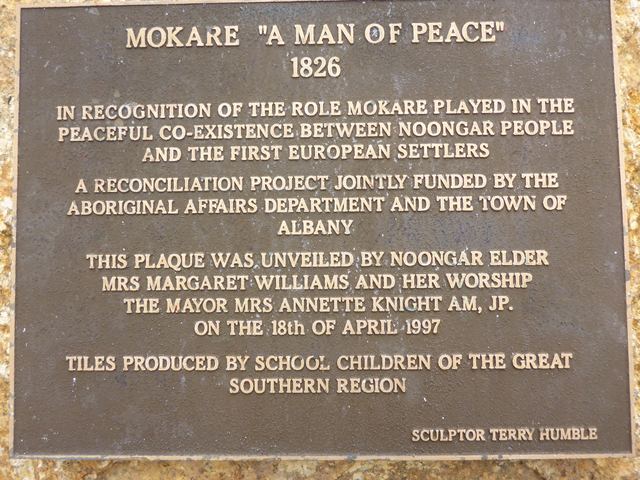 MOKARE "A MAN OF PEACE"
1826
IN RECOGNITION OF THE ROLE MOKARE PLAYED IN THE
PEACEFUL CO-EXISTENCE BETWEEN NOONGAR PEOPLE
AND THE FIRST EUROPEAN SETTLERS
A RECONCILIATION PROJECT JOINTLY FUNDED BY THE
ABORIGINAL AFFAIRS DEPARTMENT AND THE TOWN OF
ALBANY
THIS PLAQUE WAS UNVEILED BY NOONGAR ELDER
MRS MARGARET WILLIAMS AND HER WORSHIP
THE MAYOR MRS ANNETTE KNIGHT AM, JP.
ON THE 18th OF APRIL 1997
TILES PRODUCED BY SCHOOL CHILDREN OF THE GREAT
SOUTHERN REGION
SCULPTOR TERRY HUMBLE